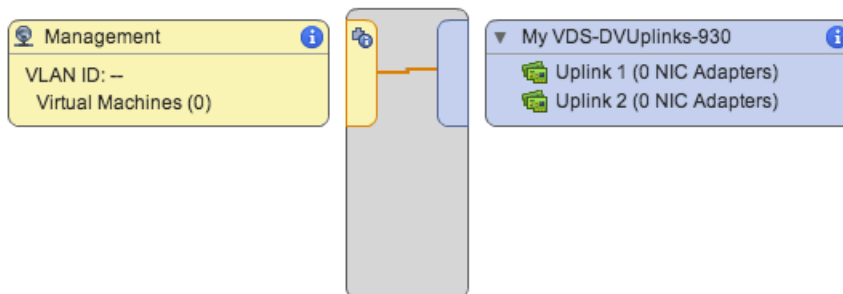 Management
VLAN ID: --
Virtual Machines (0)
My VDS-DVUplinks-930
Uplink 1 (0 NIC Adapters)
Uplink 2 (0 NIC Adapters)